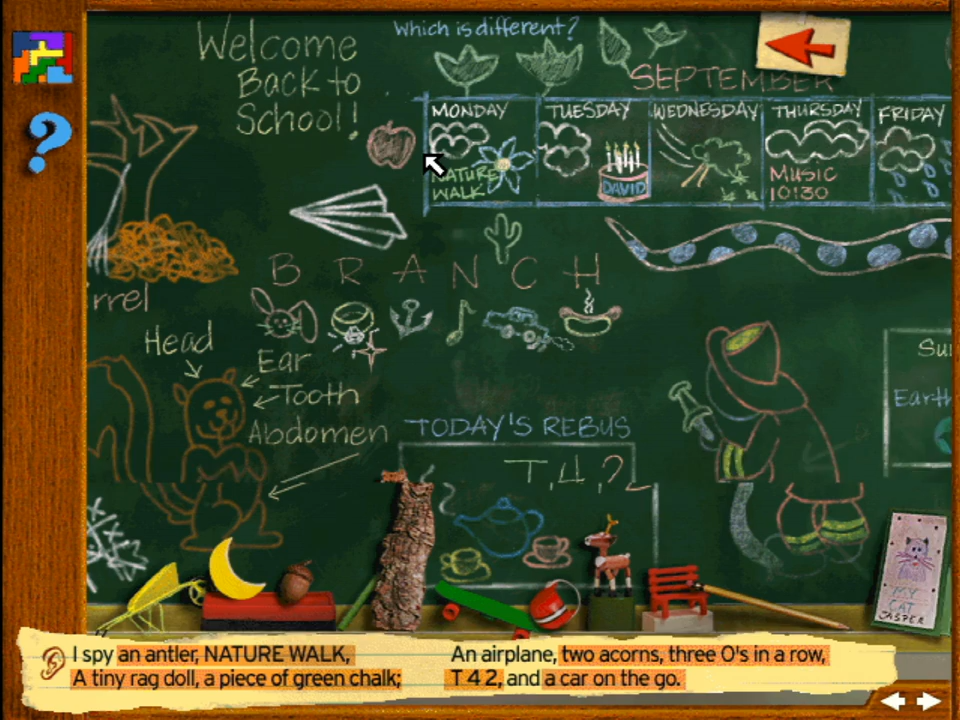 Which is different?
Welcome
Back to
School!
SEPTEMBER
MONDAY TUESDAY WEDNESDAY THURSDAY FRIDAY
NATURE
WALK
DAVID
MUSIC
10:30
B R A N C H
rrel
Head
Ear
Tooth
Abdomen
Su
Earth
TODAY'S REBUS
T,4,2
MY
CAT
JASPER
I spy an antler, NATURE WALK,
A tiny rag doll, a piece of green chalk;
An airplane, two acorns, three O's in a row,
T 4 2, and a car on the go.